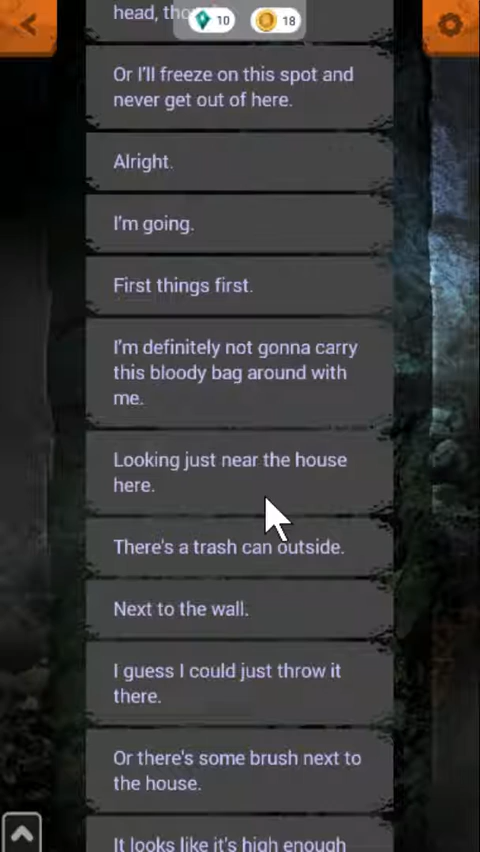 head, tho
10
18
Or I'll freeze on this spot and
never get out of here.
Alright.
I'm going.
First things first.
I'm definitely not gonna carry
this bloody bag around with
me.
Looking just near the house
here.
There's a trash can outside.
Next to the wall.
I guess I could just throw it
there.
Or there's some brush next to
the house.
It looks like it's high enough